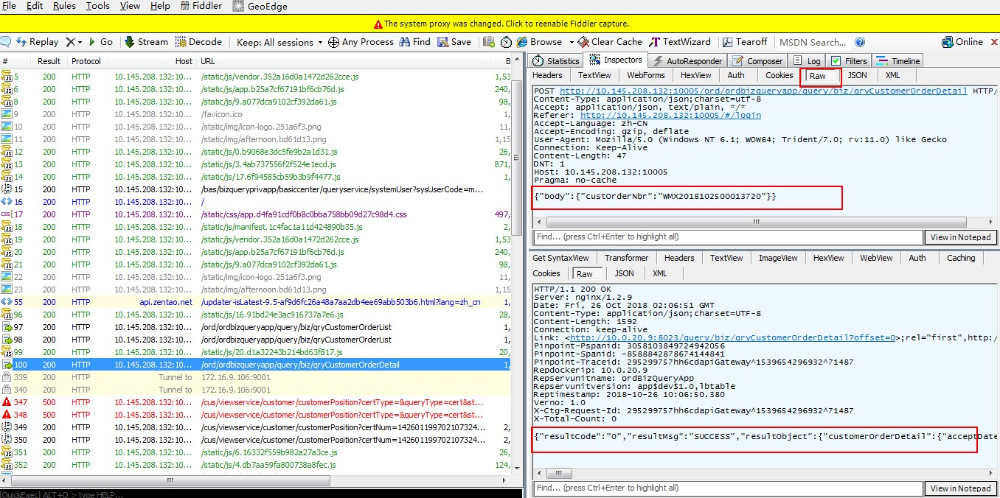 File Edit Rules Tools View Help 册 Fiddler GeoEdge
The system proxy was changed. Click to reenable Fiddler capture.
Replay Go Stream Decode Keep: All sessions Any Process Find Save Browse Clear Cache TextWizard Tearoff MSDN Search... Online
# Result Protocol Host URL B
5 200 HTTP 10.145.208.132:10... /static/js/vendor.352a16d0a1472d262cce.js 1,53
6 200 HTTP 10.145.208.132:10... /static/js/app.b25a7cf67191bf6cb76d.js 240,
8 200 HTTP 10.145.208.132:10... /static/js/9.a077dca9102cf392da61.js 98,
9 200 HTTP 10.145.208.132:10... /favicon.ico 1,
10 200 HTTP 10.145.208.132:10... /static/img/icon-logo.251a6f3.png 11,
11 200 HTTP 10.145.208.132:10... /static/img/afternoon.bd61d13.png 1,15
12 200 HTTP 10.145.208.132:10... /static/js/0.b9068e3dc5fe9b2a1d31.js 26,
13 200 HTTP 10.145.208.132:10... /static/js/3.4ab737556f2f524e1ecd.js 871,
14 200 HTTP 10.145.208.132:10... /static/js/17.6f94585cb59b3b9f4477.js 1,
15 200 HTTP 10.145.208.132:10... /bas/bizqueryprivapp/basiccenter/queryservice/systemUser?sysUserCode=m...
16 200 HTTP 10.145.208.132:10... /
17 200 HTTP 10.145.208.132:10... /static/css/app.d4fa91cdf0b8c0bba758bb09d27c98d4.css 497,
18 200 HTTP 10.145.208.132:10... /static/js/manifest.1c4fac1a11d424890b35.js 2,
19 200 HTTP 10.145.208.132:10... /static/js/vendor.352a16d0a1472d262cce.js 1,53
20 200 HTTP 10.145.208.132:10... /static/js/app.b25a7cf67191bf6cb76d.js 240,
21 200 HTTP 10.145.208.132:10... /static/js/9.a077dca9102cf392da61.js 98,
22 200 HTTP 10.145.208.132:10... /static/img/icon-logo.251a6f3.png 11,
23 200 HTTP 10.145.208.132:10... /static/img/afternoon.bd61d13.png 1,15
55 200 HTTP api.zentao.net /updater-isLatest-9.5-af9d6fc26a48a7aa2db4ee69abb503b6.html?lang=zh_cn 1,
96 200 HTTP 10.145.208.132:10... /static/js/16.91bd24e3ac916737a7e6.js 28,
97 200 HTTP 10.145.208.132:10... /ord/ordbizqueryapp/query/biz/qryCustomerOrderList 1,
98 200 HTTP 10.145.208.132:10... /ord/ordbizqueryapp/query/biz/qryCustomerOrderList 1,
99 200 HTTP 10.145.208.132:10... /static/js/20.d1a32243b214bd63f817.js 20,
100 200 HTTP 10.145.208.132:10... /ord/ordbizqueryapp/query/biz/qryCustomerOrderDetail 1,
339 200 HTTP Tunnel to 172.16.9.106:9001
340 200 HTTP Tunnel to 172.16.9.106:9001
347 500 HTTP 10.145.208.132:10... /cus/viewservice/customer/customerPosition?certType=&queryType=cert&st...
348 500 HTTP 10.145.208.132:10... /cus/viewservice/customer/customerPosition?certType=&queryType=cert&st...
349 200 HTTP 10.145.208.132:10... /cus/viewservice/customer/customerPosition?certNum=142601199702107324... 2,
350 200 HTTP 10.145.208.132:10... /cus/viewservice/customer/customerPosition?certNum=142601199702107324... 2,
351 200 HTTP 10.145.208.132:10... /static/js/6.16332f559b982a27a3ce.js 26,
352 200 HTTP 10.145.208.132:10... /static/js/4.db7aa59fa800738a8fec.js 124,
[QuickExec] ALT+Q > type HELP...
Statistics Inspectors AutoResponder Composer Log Filters Timeline
Headers TextView WebForms HexView Auth Cookies Raw JSON XML
POST http://10.145.208.132:10005/ord/ordbizqueryapp/query/biz/qryCustomerOrderDetail HTTP/
Content-Type: application/json;charset=utf-8
Accept: application/json, text/plain, */*
Referer: http://10.145.208.132:10005/#/login
Accept-Language: zh-CN
Accept-Encoding: gzip, deflate
User-Agent: Mozilla/5.0 (Windows NT 6.1; WOW64; Trident/7.0; rv:11.0) like Gecko
Connection: Keep-Alive
Content-Length: 47
DNT: 1
Host: 10.145.208.132:10005
Pragma: no-cache
{"body":{"custOrderNbr":"WMX2018102500013720"}}
Find... (press Ctrl+Enter to highlight all) View in Notepad
Get SyntaxView Transformer Headers TextView ImageView HexView WebView Auth Caching
Cookies Raw JSON XML
HTTP/1.1 200 OK
Server: nginx/1.2.9
Date: Fri, 26 Oct 2018 02:06:51 GMT
Content-Type: application/json;charset=UTF-8
Content-Length: 1592
Connection: keep-alive
Link: <http://10.0.20.9:8023/query/biz/qryCustomerOrderDetail?offset=0>;rel="first",http:/
Pinpoint-Pspanid: 3058103849724942056
Pinpoint-Spanid: -8588842878674144841
Pinpoint-Traceid: 295299757hh6cdapiGateway^1539654296932^71487
Repdockerip: 10.0.20.9
Repservunitname: ordBizQueryApp
Repservunitversion: app$dev$1.0,lbtable
Reptimestamp: 2018-10-26 10:06:50.380
Verno: 1.0
X-Ctg-Request-Id: 295299757hh6cdapiGateway^1539654296932^71487
X-Total-Count: 0
{"resultCode":"0","resultMsg":"SUCCESS","resultObject":{"customerOrderDetail":{"acceptDate
Find... (press Ctrl+Enter to highlight all) View in Notepad